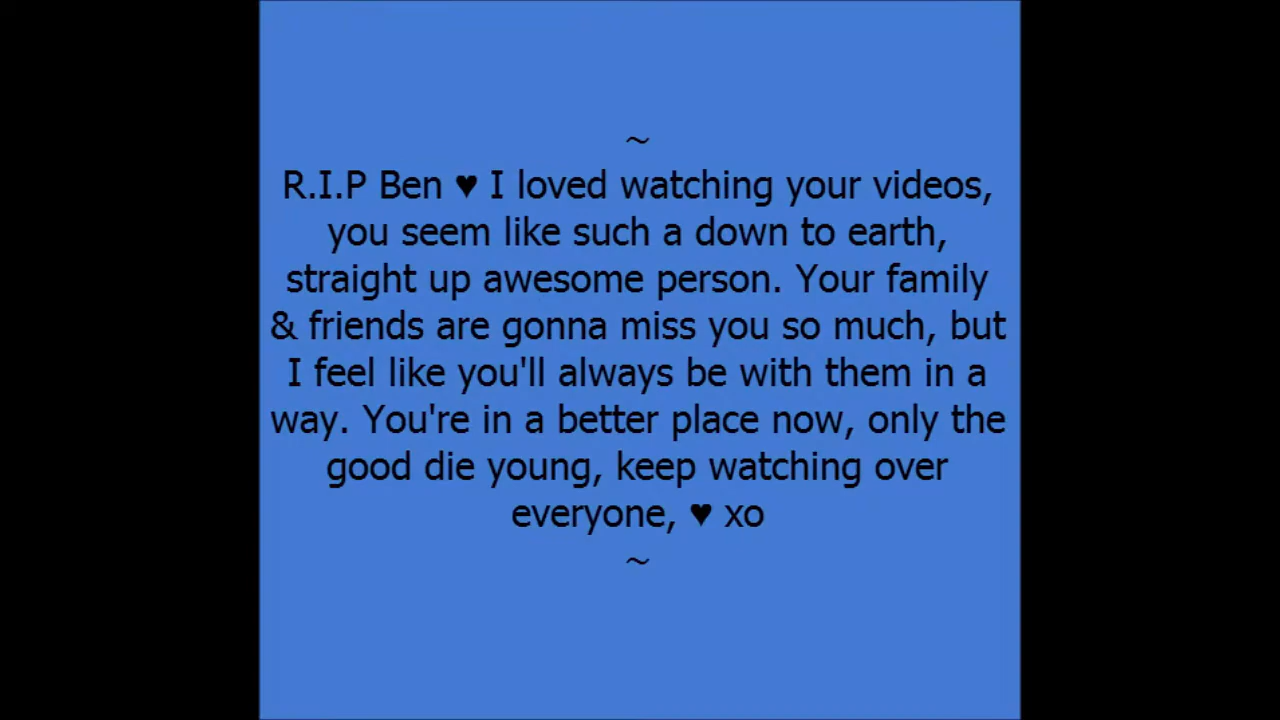 ~
R.I.P Ben ♥ I loved watching your videos,
you seem like such a down to earth,
straight up awesome person. Your family
& friends are gonna miss you so much, but
I feel like you'll always be with them in a
way. You're in a better place now, only the
good die young, keep watching over
everyone, ♥ xo
~